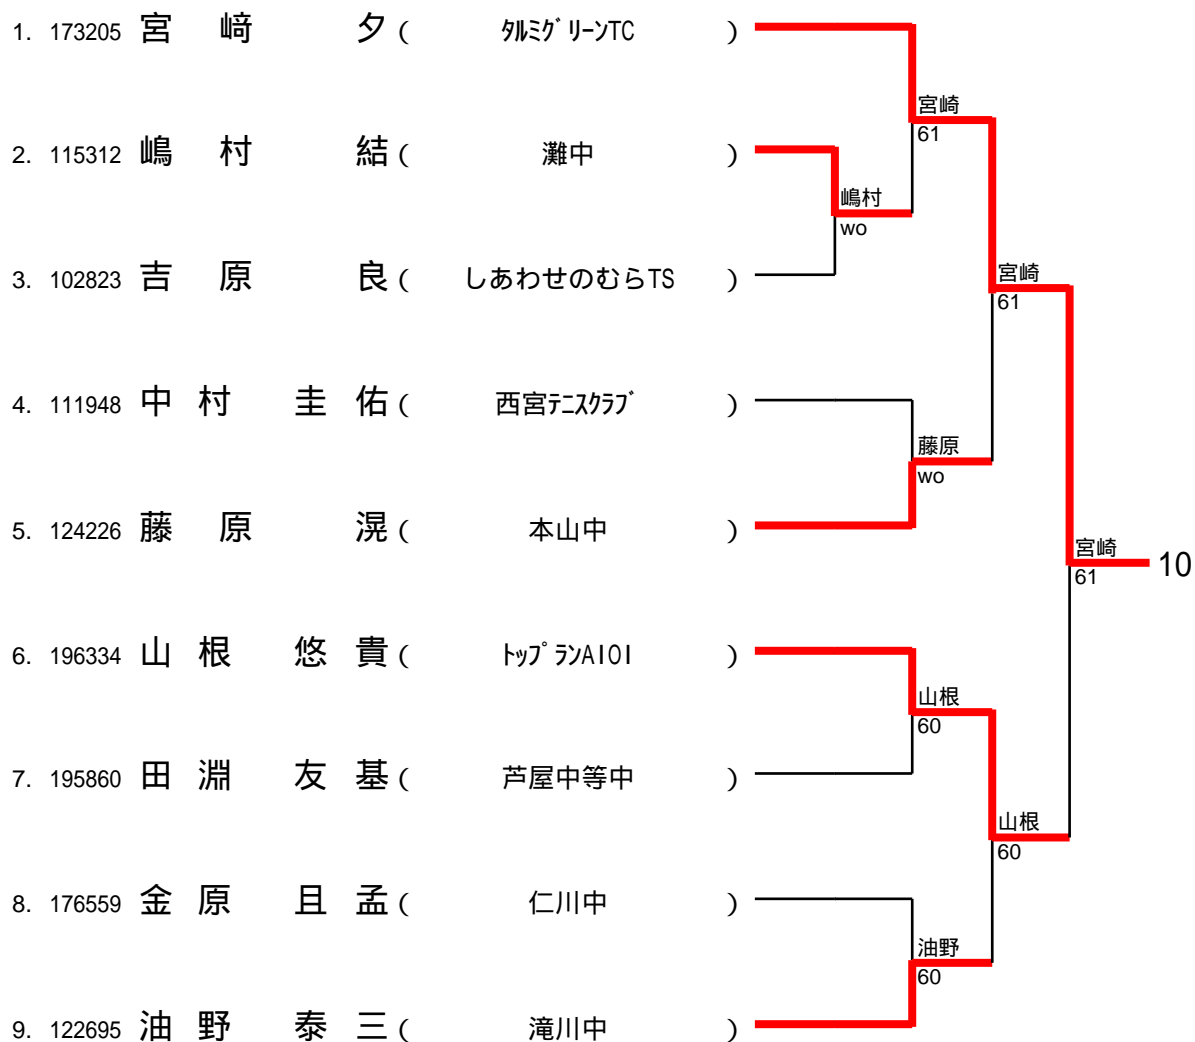 1. 173205 宮 﨑 夕 ( ﾀﾙﾐｸﾞﾘｰﾝTC )
宮崎
61
2. 115312 嶋 村 結 ( 灘中 )
嶋村
wo
3. 102823 吉 原 良 ( しあわせのむらTS )
宮崎
61
4. 111948 中 村 圭 佑 ( 西宮ﾃﾆｽｸﾗﾌﾞ )
藤原
wo
5. 124226 藤 原 滉 ( 本山中 )
宮崎
61
10
6. 196334 山 根 悠 貴 ( ﾄｯﾌﾟﾗﾝAIOI )
山根
60
7. 195860 田 淵 友 基 ( 芦屋中等中 )
山根
60
8. 176559 金 原 且 孟 ( 仁川中 )
油野
60
9. 122695 油 野 泰 三 ( 滝川中 )